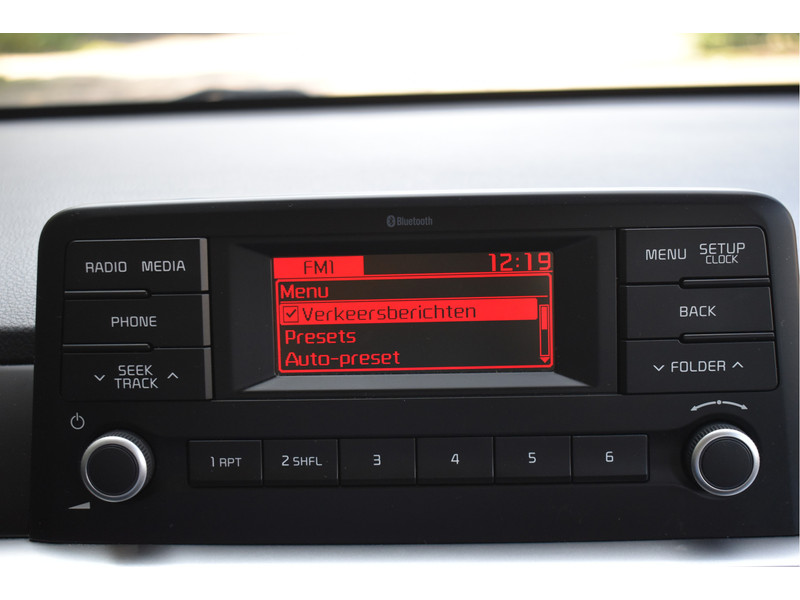 Bluetooth
RADIO MEDIA
PHONE
SEEK
TRACK
FM1 12:19
Menu
Verkeersberichten
Presets
Auto-preset
MENU SETUP
CLOCK
BACK
FOLDER
1 RPT 2 SHFL 3 4 5 6